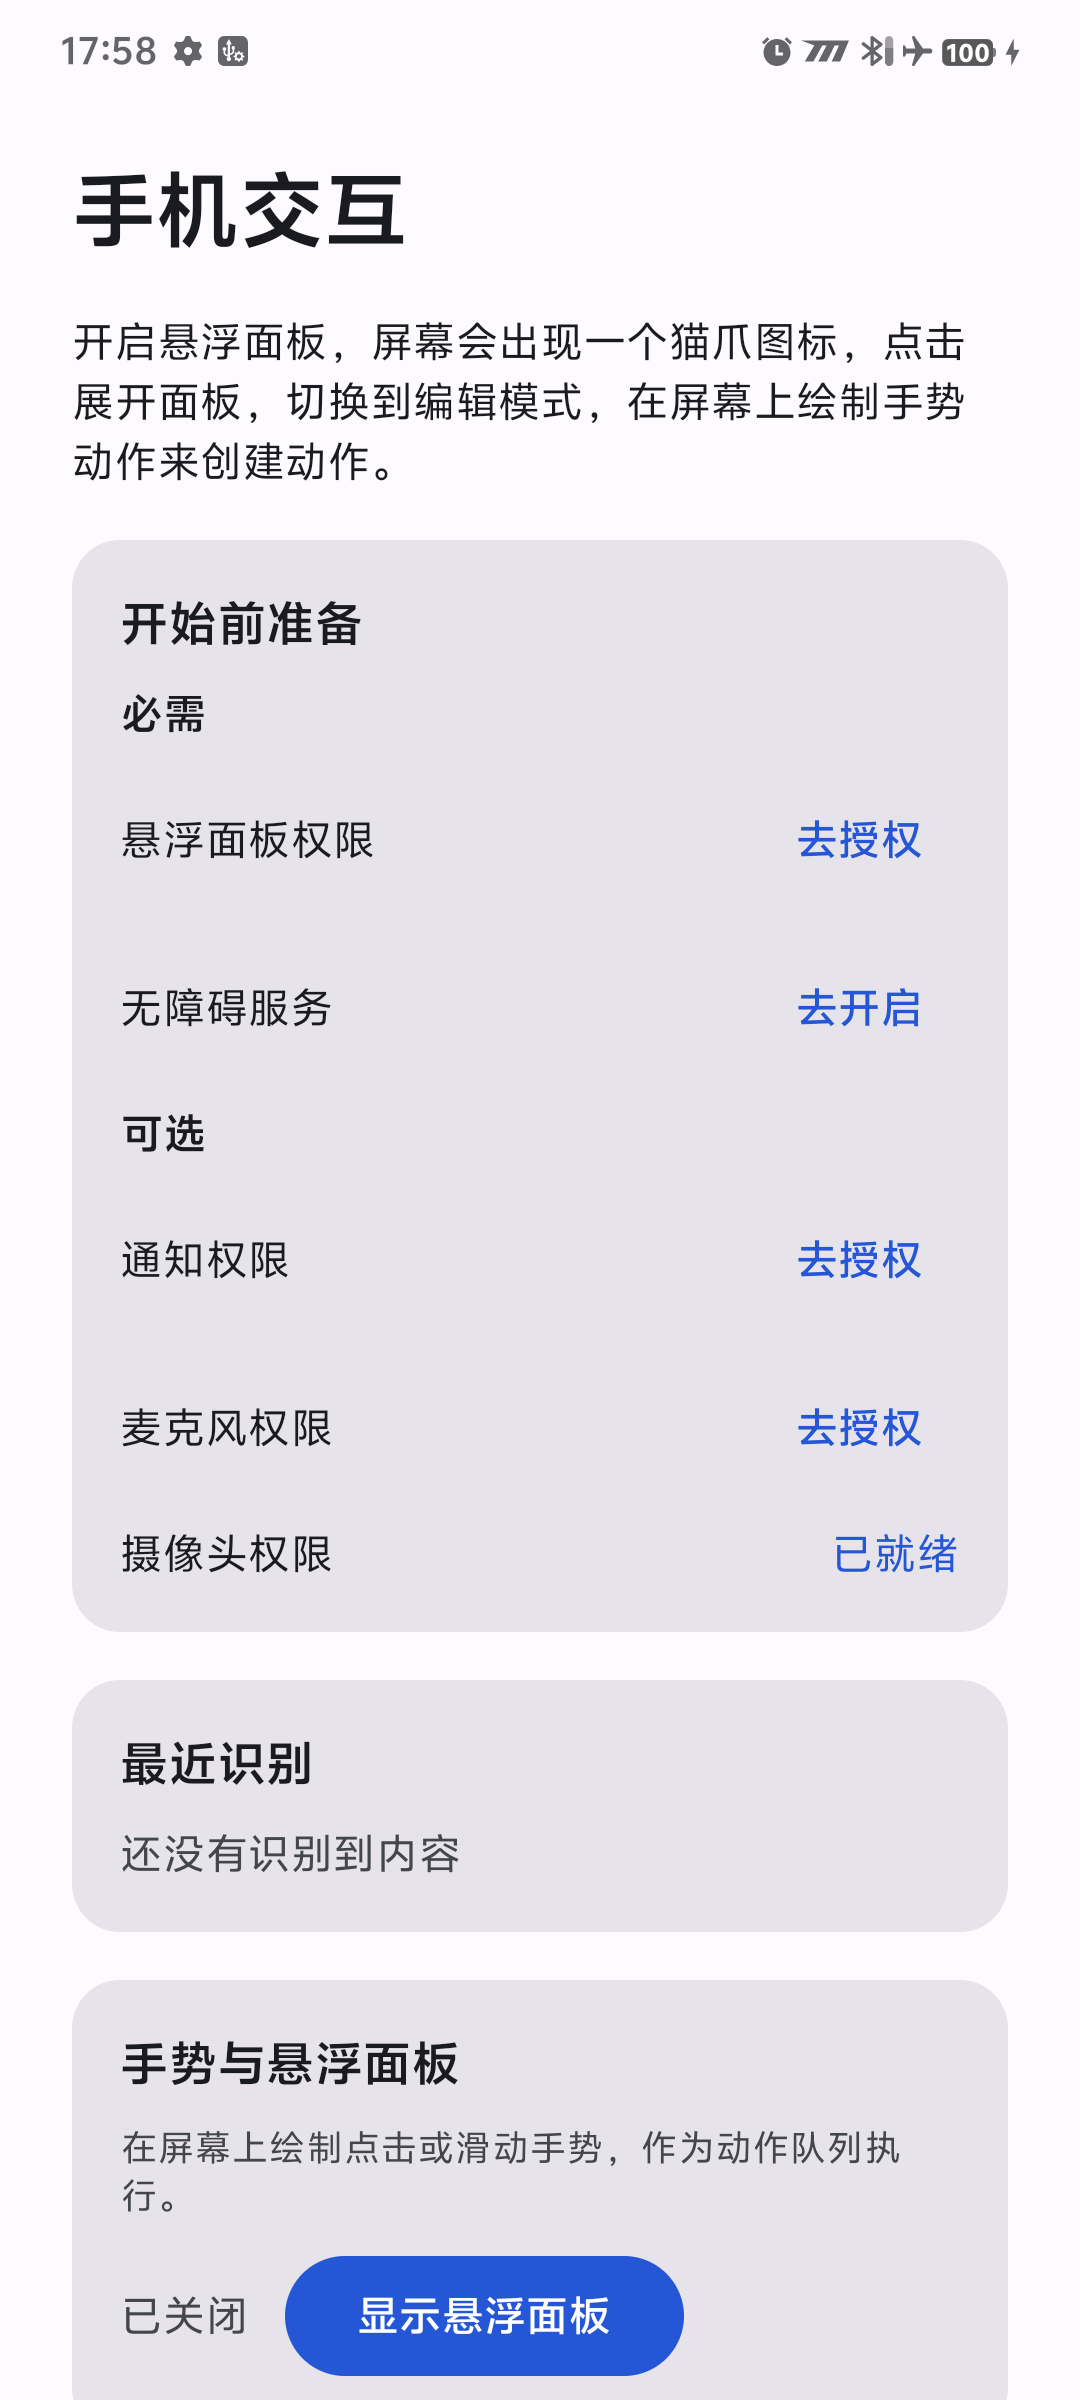 17:58
100
手机交互
开启悬浮面板，屏幕会出现一个猫爪图标，点击
展开面板，切换到编辑模式，在屏幕上绘制手势
动作来创建动作。
开始前准备
必需
悬浮面板权限 去授权
无障碍服务 去开启
可选
通知权限 去授权
麦克风权限 去授权
摄像头权限 已就绪
最近识别
还没有识别到内容
手势与悬浮面板
在屏幕上绘制点击或滑动手势，作为动作队列执
行。
已关闭 显示悬浮面板